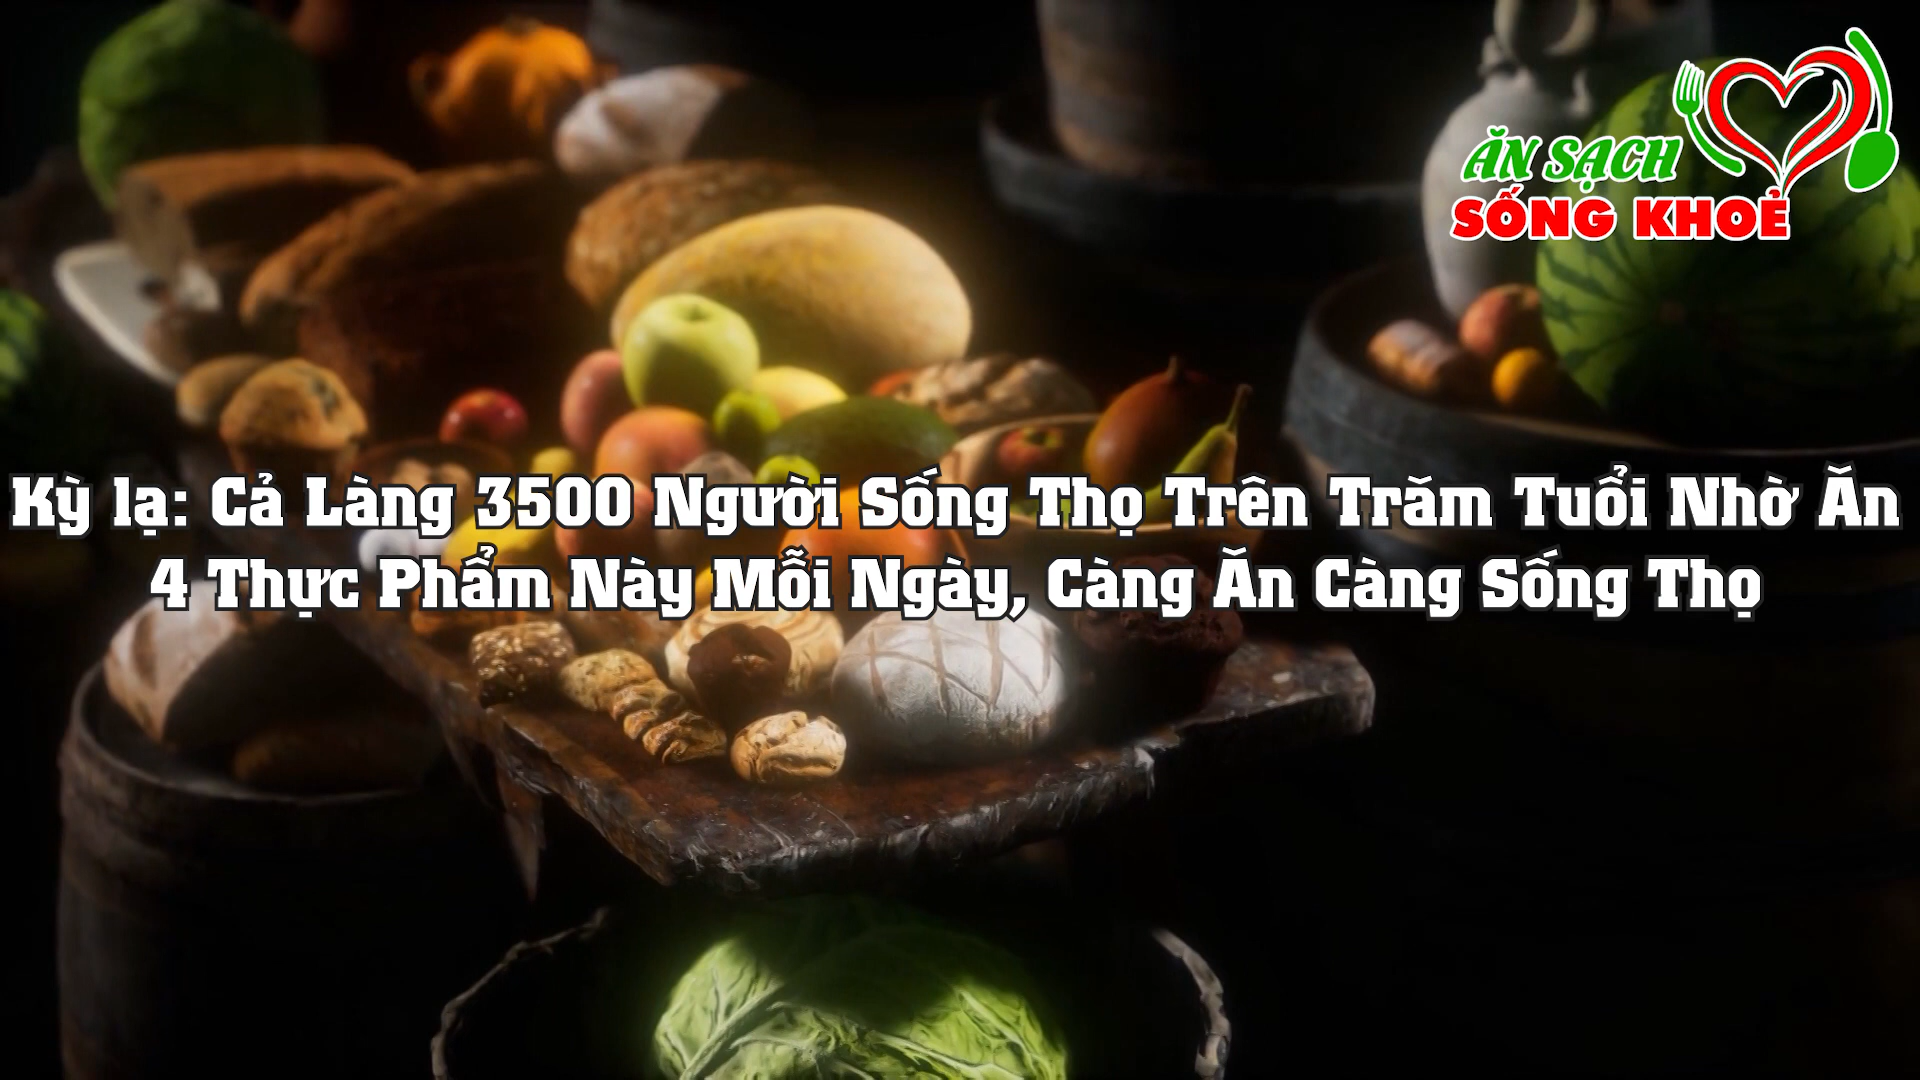 ĂN SẠCH
SỐNG KHOẺ
Kỳ lạ: Cả Làng 3500 Người Sống Thọ Trên Trăm Tuổi Nhờ Ăn
4 Thực Phẩm Này Mỗi Ngày, Càng Ăn Càng Sống Thọ